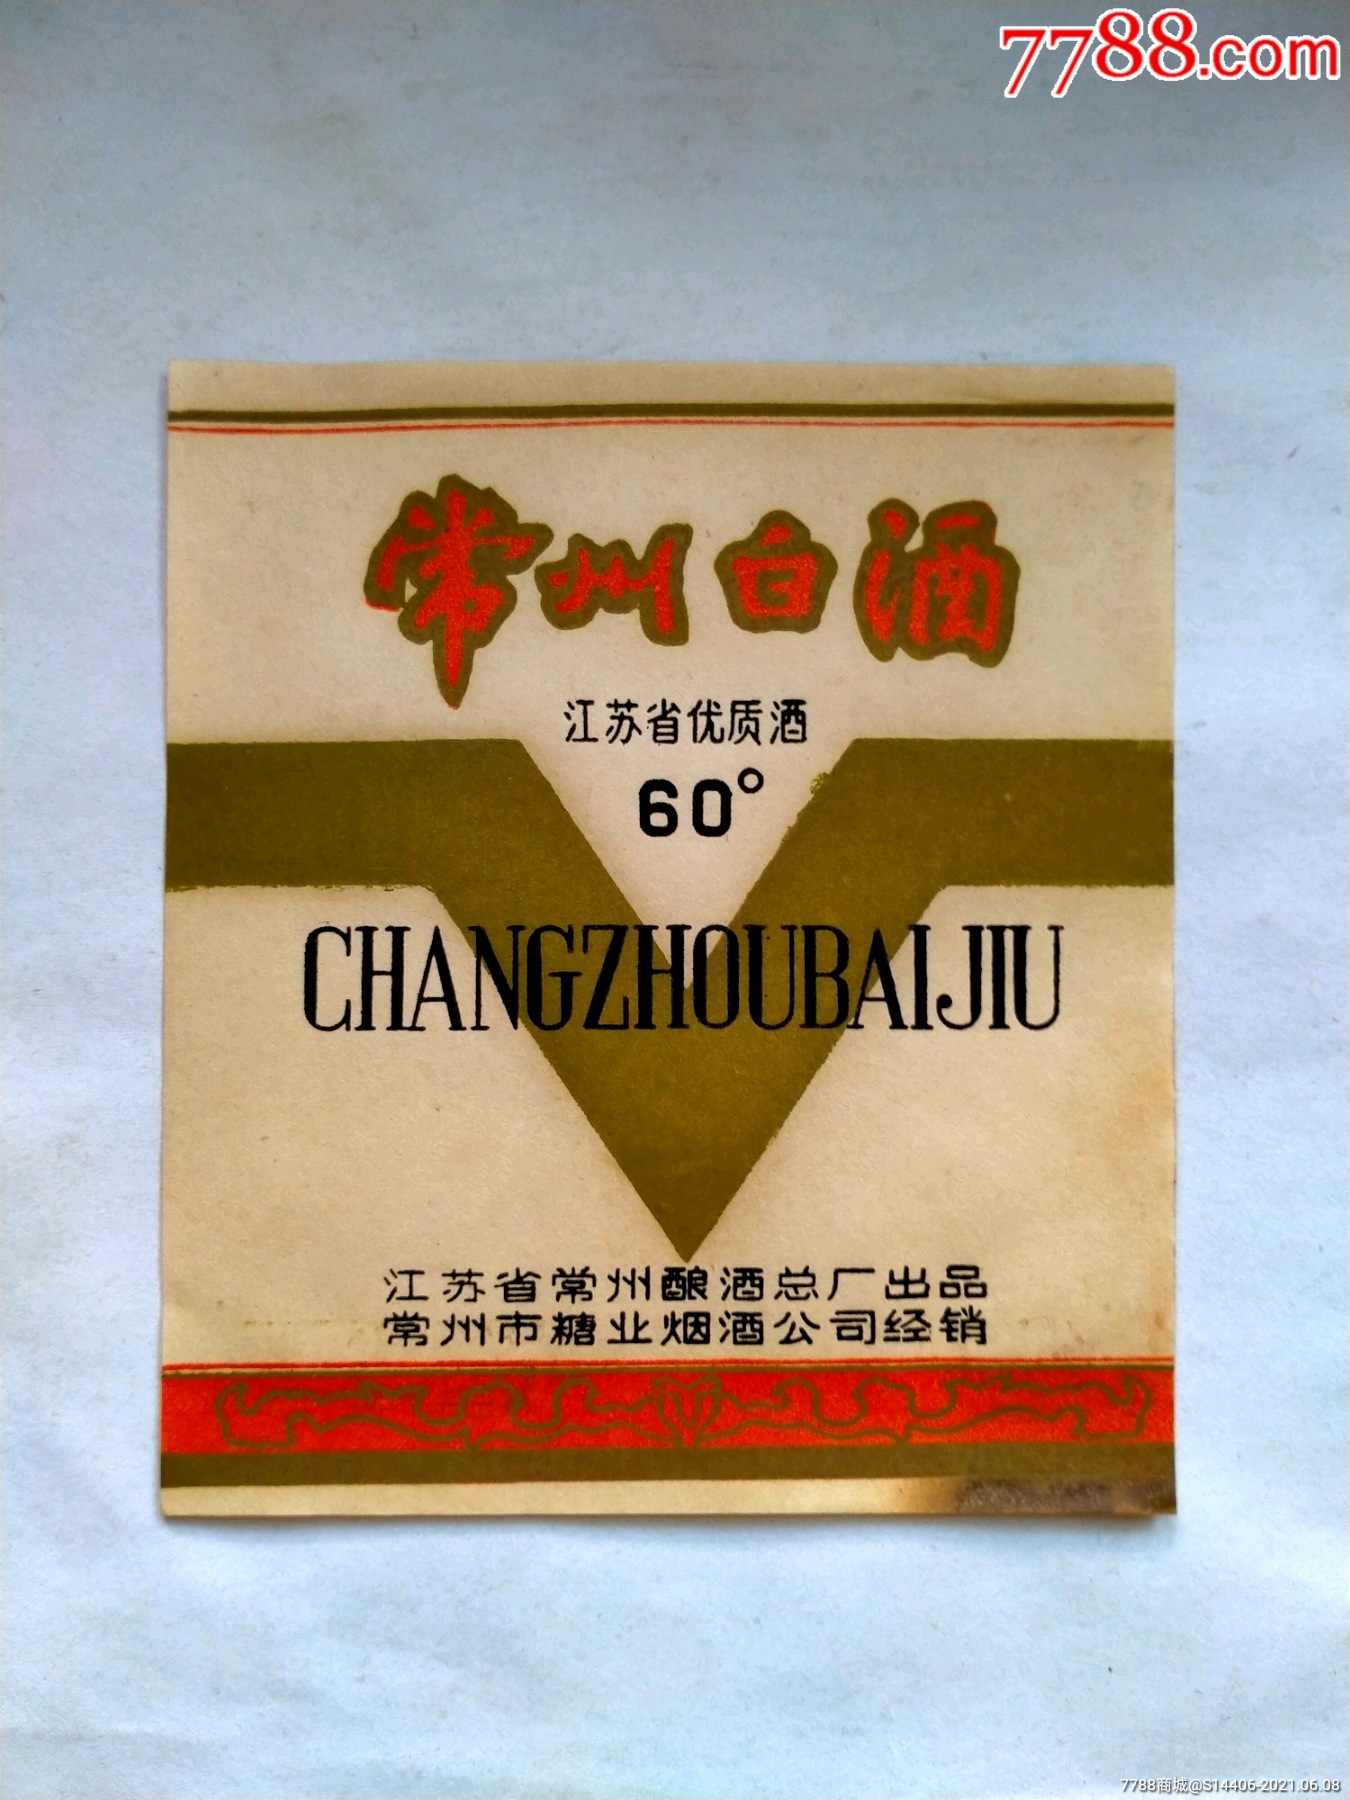 7788.com
常州白酒
江苏省优质酒
60°
CHANGZHOUBAIJIU
江苏省常州酿酒总厂出品
常州市糖业烟酒公司经销
7788商城@S14406-2021.06.08